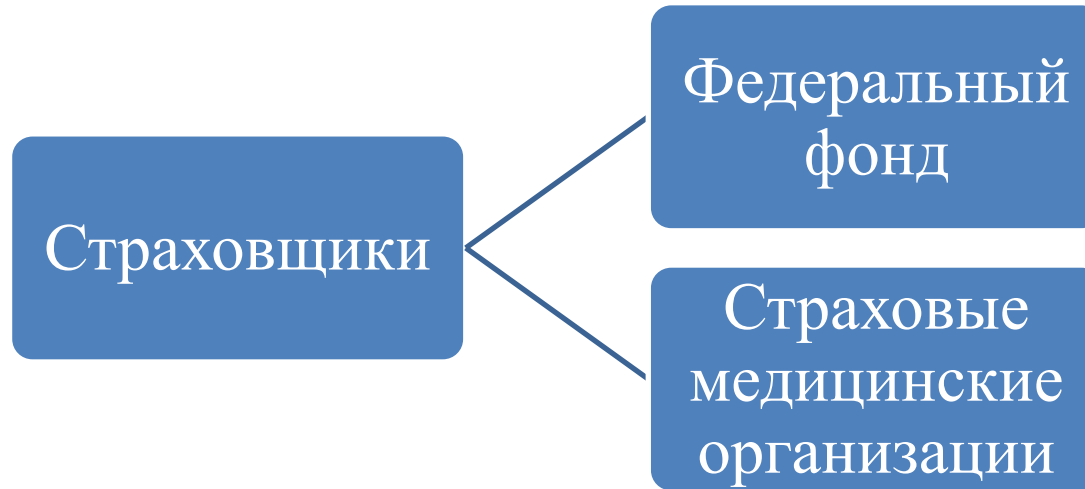 Страховщики
Федеральный
фонд
Страховые
медицинские
организации